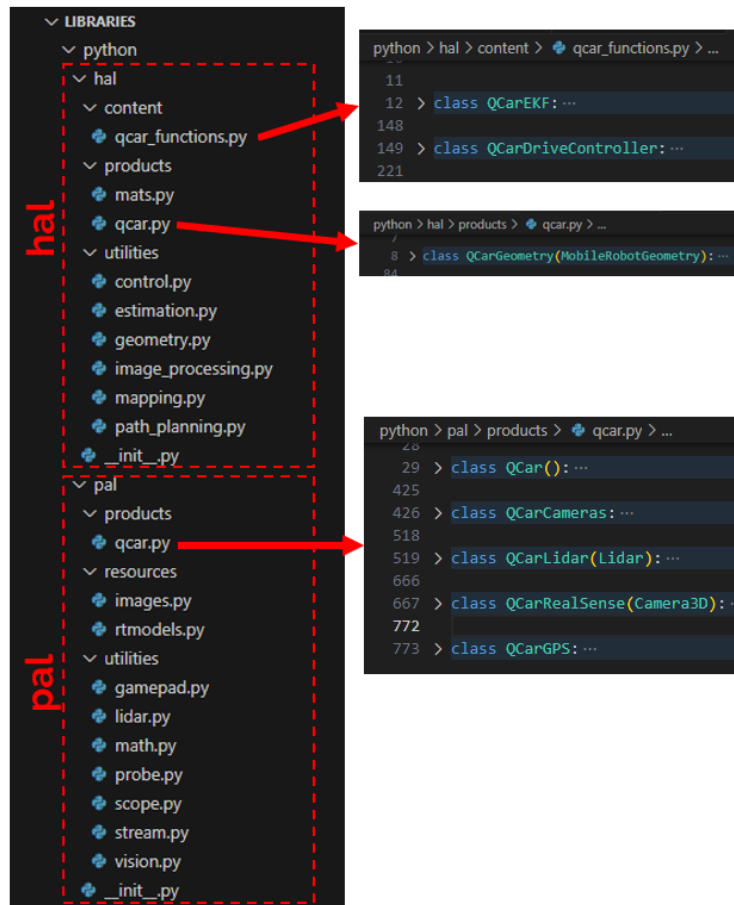 LIBRARIES
python
hal
content
qcar_functions.py
products
mats.py
qcar.py
utilities
control.py
estimation.py
geometry.py
image_processing.py
mapping.py
path_planning.py
__init__.py
pal
products
qcar.py
resources
images.py
rtmodels.py
utilities
gamepad.py
lidar.py
math.py
probe.py
scope.py
stream.py
vision.py
__init__.py
hal
pal
python > hal > content > qcar_functions.py > ...
11
12 > class QCarEKF: ...
148
149 > class QCarDriveController: ...
221
python > hal > products > qcar.py > ...
7
8 > class QCarGeometry(MobileRobotGeometry): ...
84
python > pal > products > qcar.py > ...
28
29 > class QCar(): ...
425
426 > class QCarCameras: ...
518
519 > class QCarLidar(Lidar): ...
666
667 > class QCarRealSense(Camera3D): ..
772
773 > class QCarGPS: ...